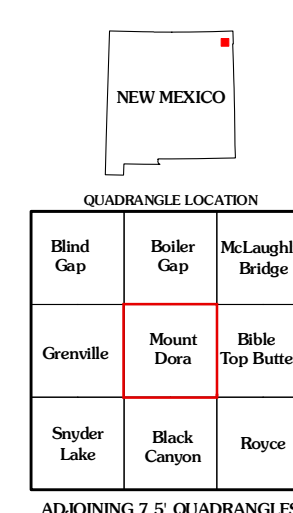 NEW MEXICO
QUADRANGLE LOCATION
Blind
Gap
Boiler
Gap
McLaughl
Bridge
Grenville
Mount
Dora
Bible
Top Butte
Snyder
Lake
Black
Canyon
Royce
ADJOINING 7.5' QUADRANGLES